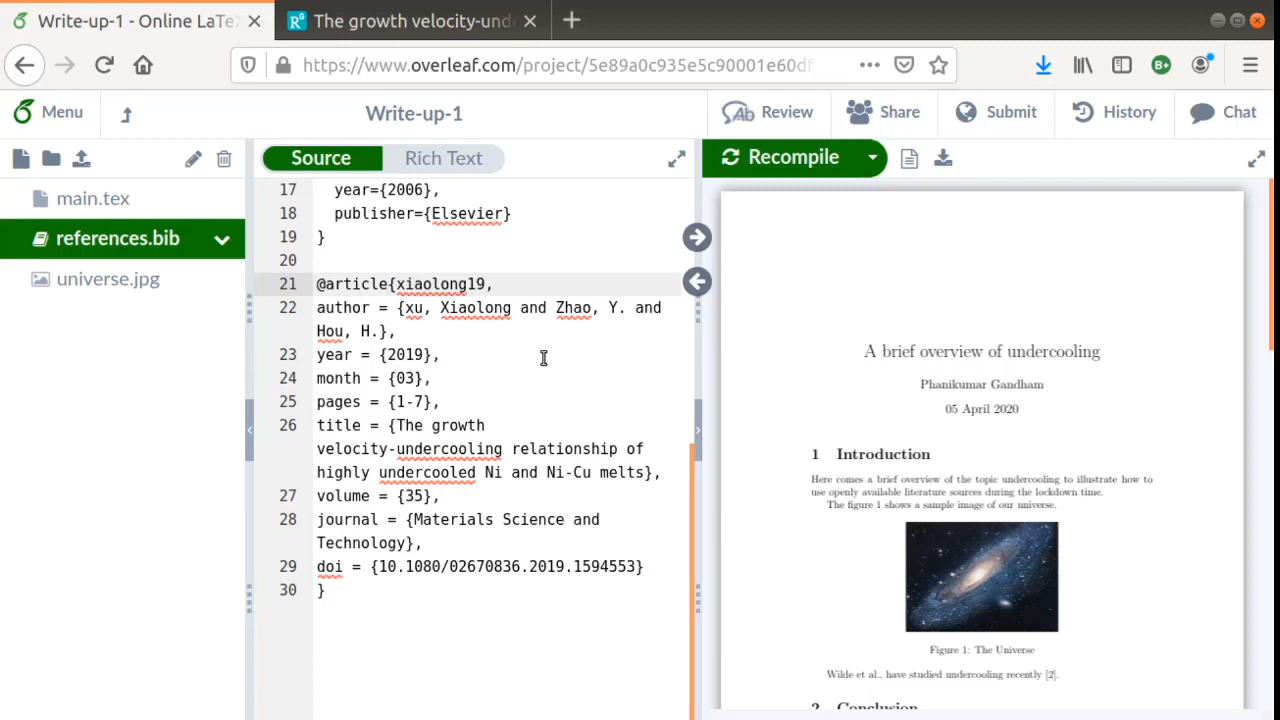 Write-up-1 - Online LaTeX
The growth velocity-und
https://www.overleaf.com/project/5e89a0c935e5c90001e60df
Menu
Write-up-1
Review
Share
Submit
History
Chat
Source
Rich Text
Recompile
main.tex
references.bib
universe.jpg
17 year={2006},
18 publisher={Elsevier}
19 }
20
21 @article{xiaolong19,
22 author = {xu, Xiaolong and Zhao, Y. and
Hou, H.},
23 year = {2019},
24 month = {03},
25 pages = {1-7},
26 title = {The growth
velocity-undercooling relationship of
highly undercooled Ni and Ni-Cu melts},
27 volume = {35},
28 journal = {Materials Science and
Technology},
29 doi = {10.1080/02670836.2019.1594553}
30 }
A brief overview of undercooling
Phanikumar Gandham
05 April 2020
1 Introduction
Here comes a brief overview of the topic undercooling to illustrate how to
use openly available literature sources during the lockdown time.
The figure 1 shows a sample image of our universe.
Figure 1: The Universe
Wilde et al., have studied undercooling recently [2].
2 Conclusion